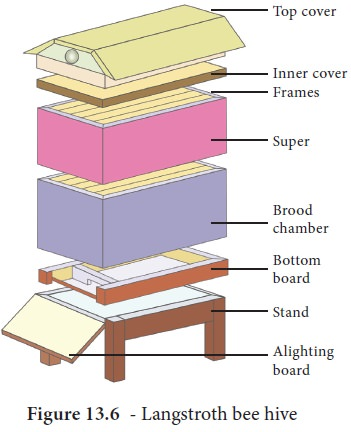 Top cover
Inner cover
Frames
Super
Brood
chamber
Bottom
board
Stand
Alighting
board
Figure 13.6 - Langstroth bee hive